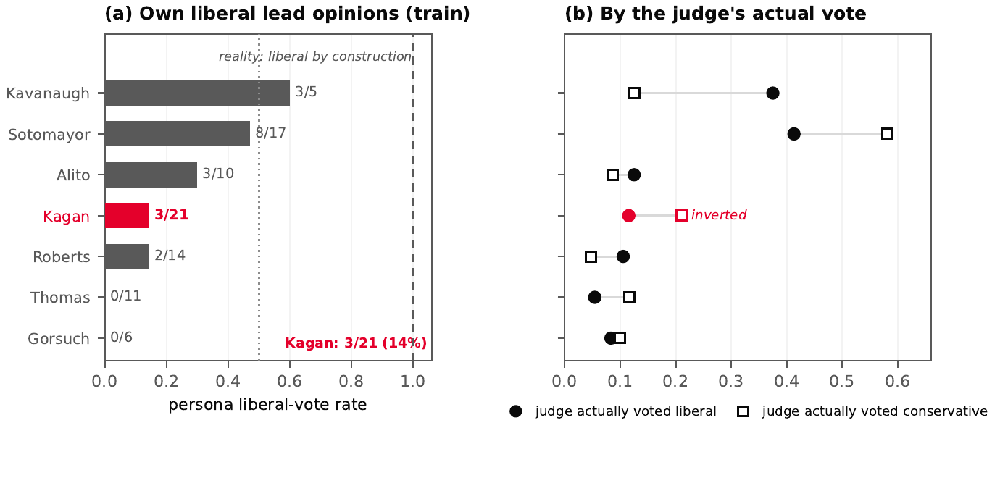 (a) Own liberal lead opinions (train)
(b) By the judge's actual vote
reality: liberal by construction
Kavanaugh
3/5
Sotomayor
8/17
Alito
3/10
Kagan
3/21
inverted
Roberts
2/14
Thomas
0/11
Gorsuch
0/6
Kagan: 3/21 (14%)
0.0 0.2 0.4 0.6 0.8 1.0
0.0 0.1 0.2 0.3 0.4 0.5 0.6
persona liberal-vote rate
judge actually voted liberal
judge actually voted conservative